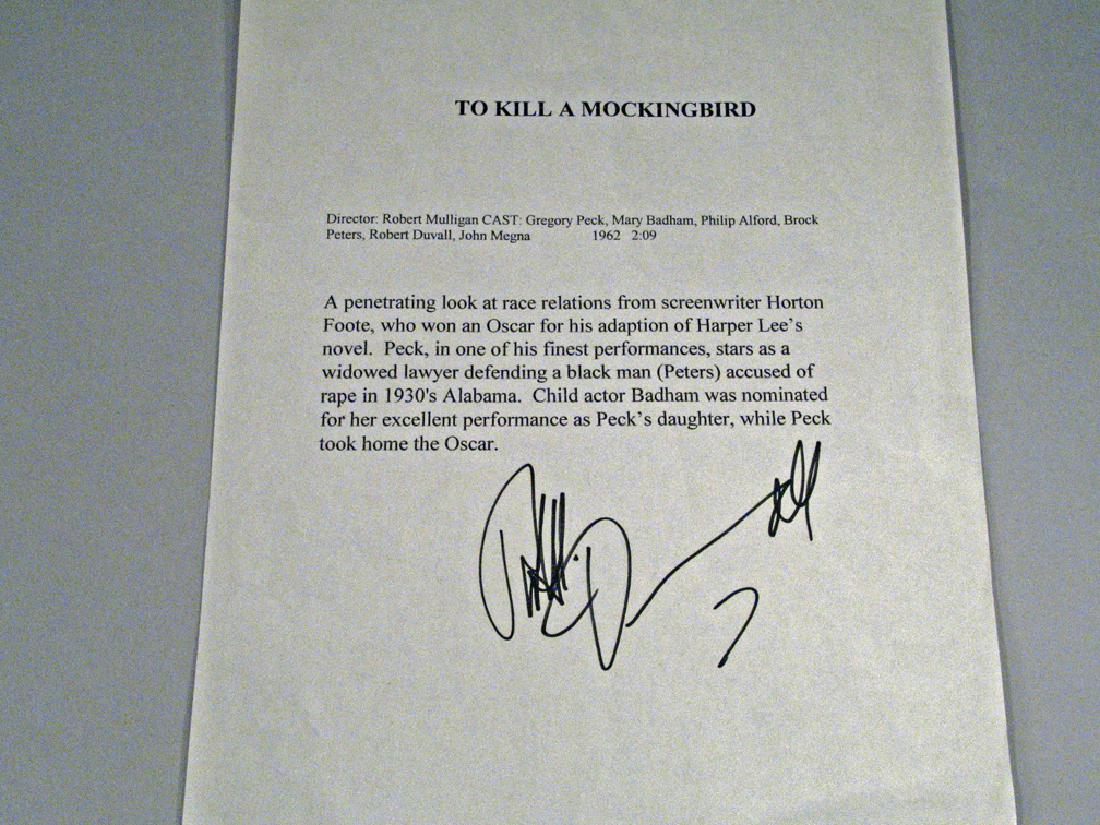 TO KILL A MOCKINGBIRD
Director: Robert Mulligan CAST: Gregory Peck, Mary Badham, Philip Alford, Brock
Peters, Robert Duvall, John Megna 1962 2:09
A penetrating look at race relations from screenwriter Horton
Foote, who won an Oscar for his adaption of Harper Lee's
novel. Peck, in one of his finest performances, stars as a
widowed lawyer defending a black man (Peters) accused of
rape in 1930's Alabama. Child actor Badham was nominated
for her excellent performance as Peck's daughter, while Peck
took home the Oscar.